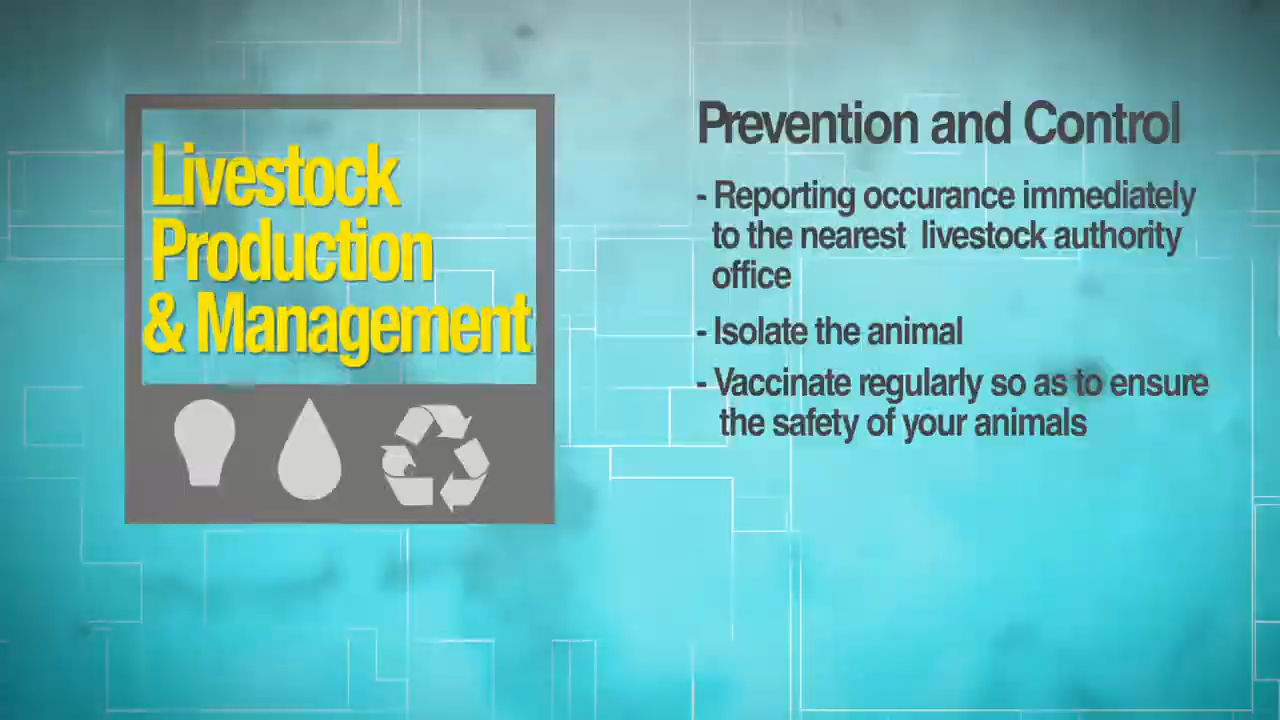 Livestock
Production
& Management
Prevention and Control
- Reporting occurance immediately
to the nearest livestock authority
office
- Isolate the animal
- Vaccinate regularly so as to ensure
the safety of your animals